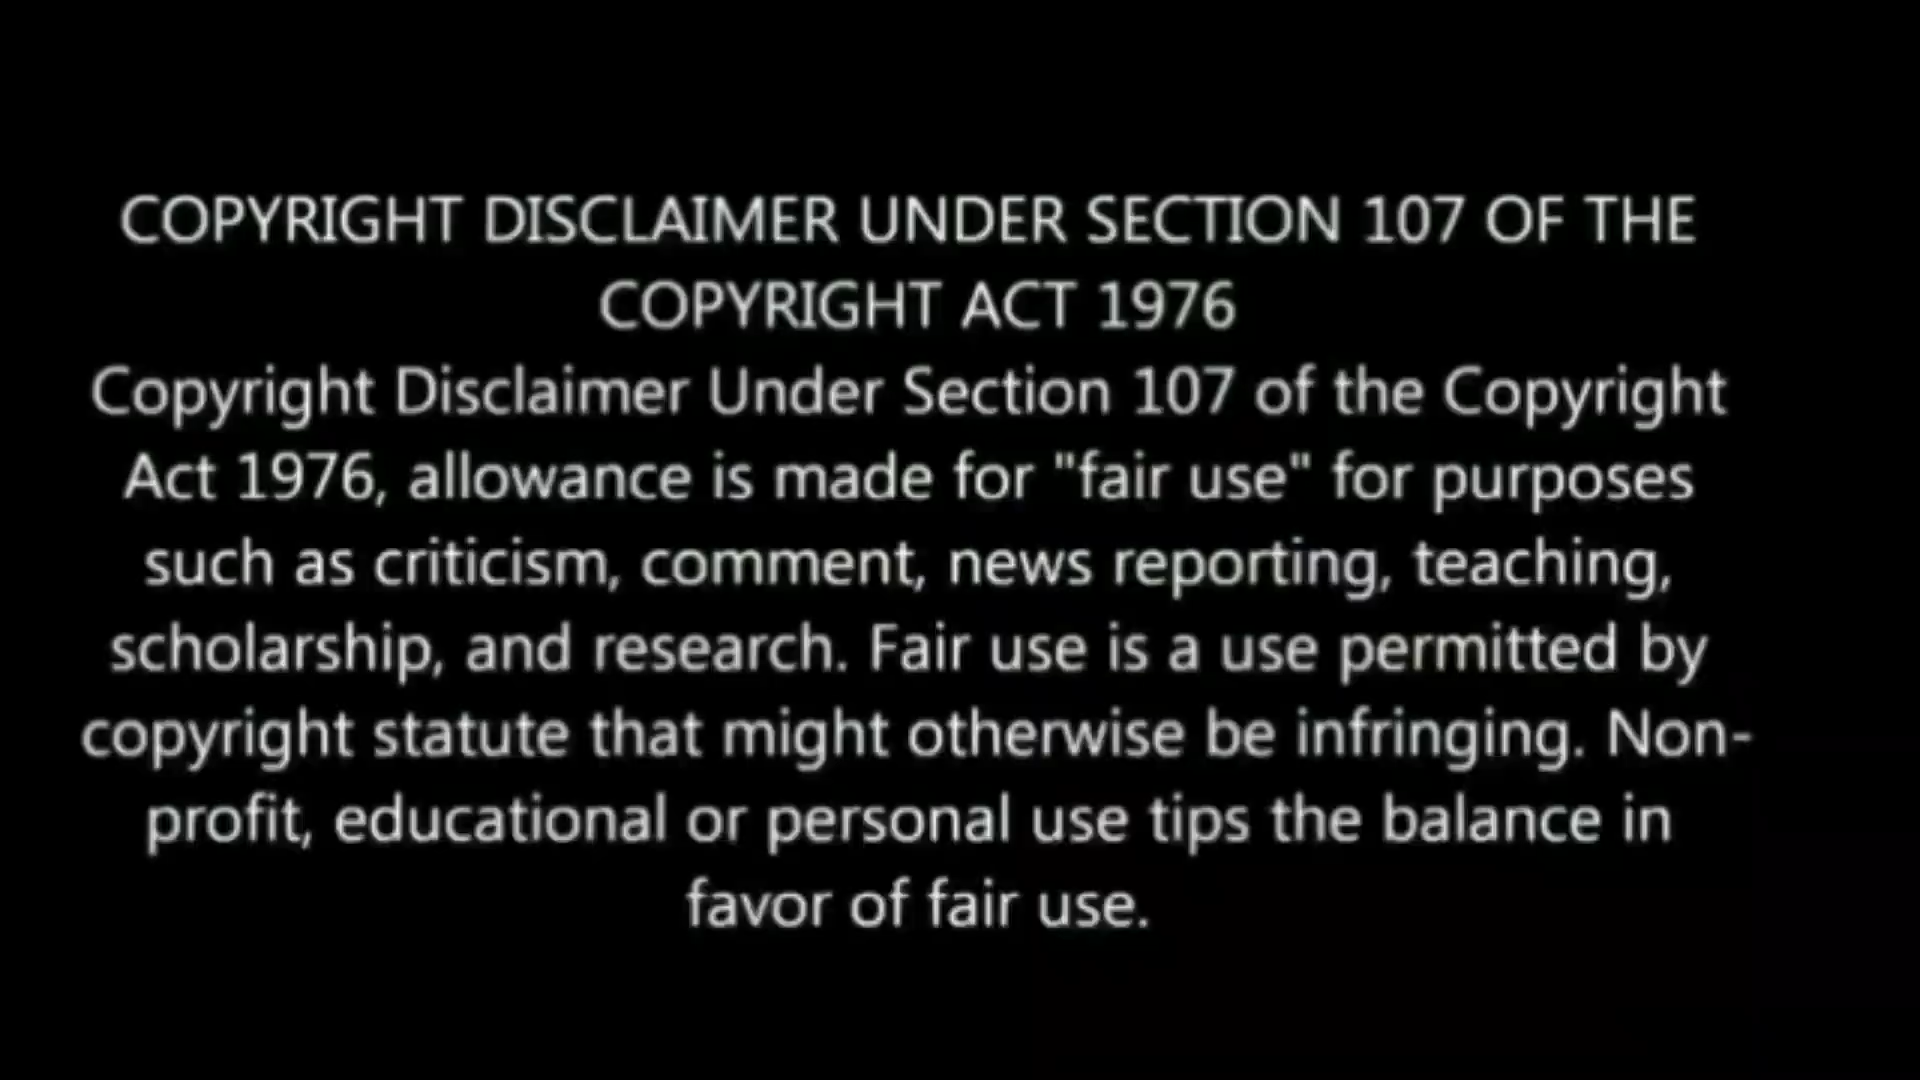 COPYRIGHT DISCLAIMER UNDER SECTION 107 OF THE
COPYRIGHT ACT 1976
Copyright Disclaimer Under Section 107 of the Copyright
Act 1976, allowance is made for "fair use" for purposes
such as criticism, comment, news reporting, teaching,
scholarship, and research. Fair use is a use permitted by
copyright statute that might otherwise be infringing. Non-
profit, educational or personal use tips the balance in
favor of fair use.